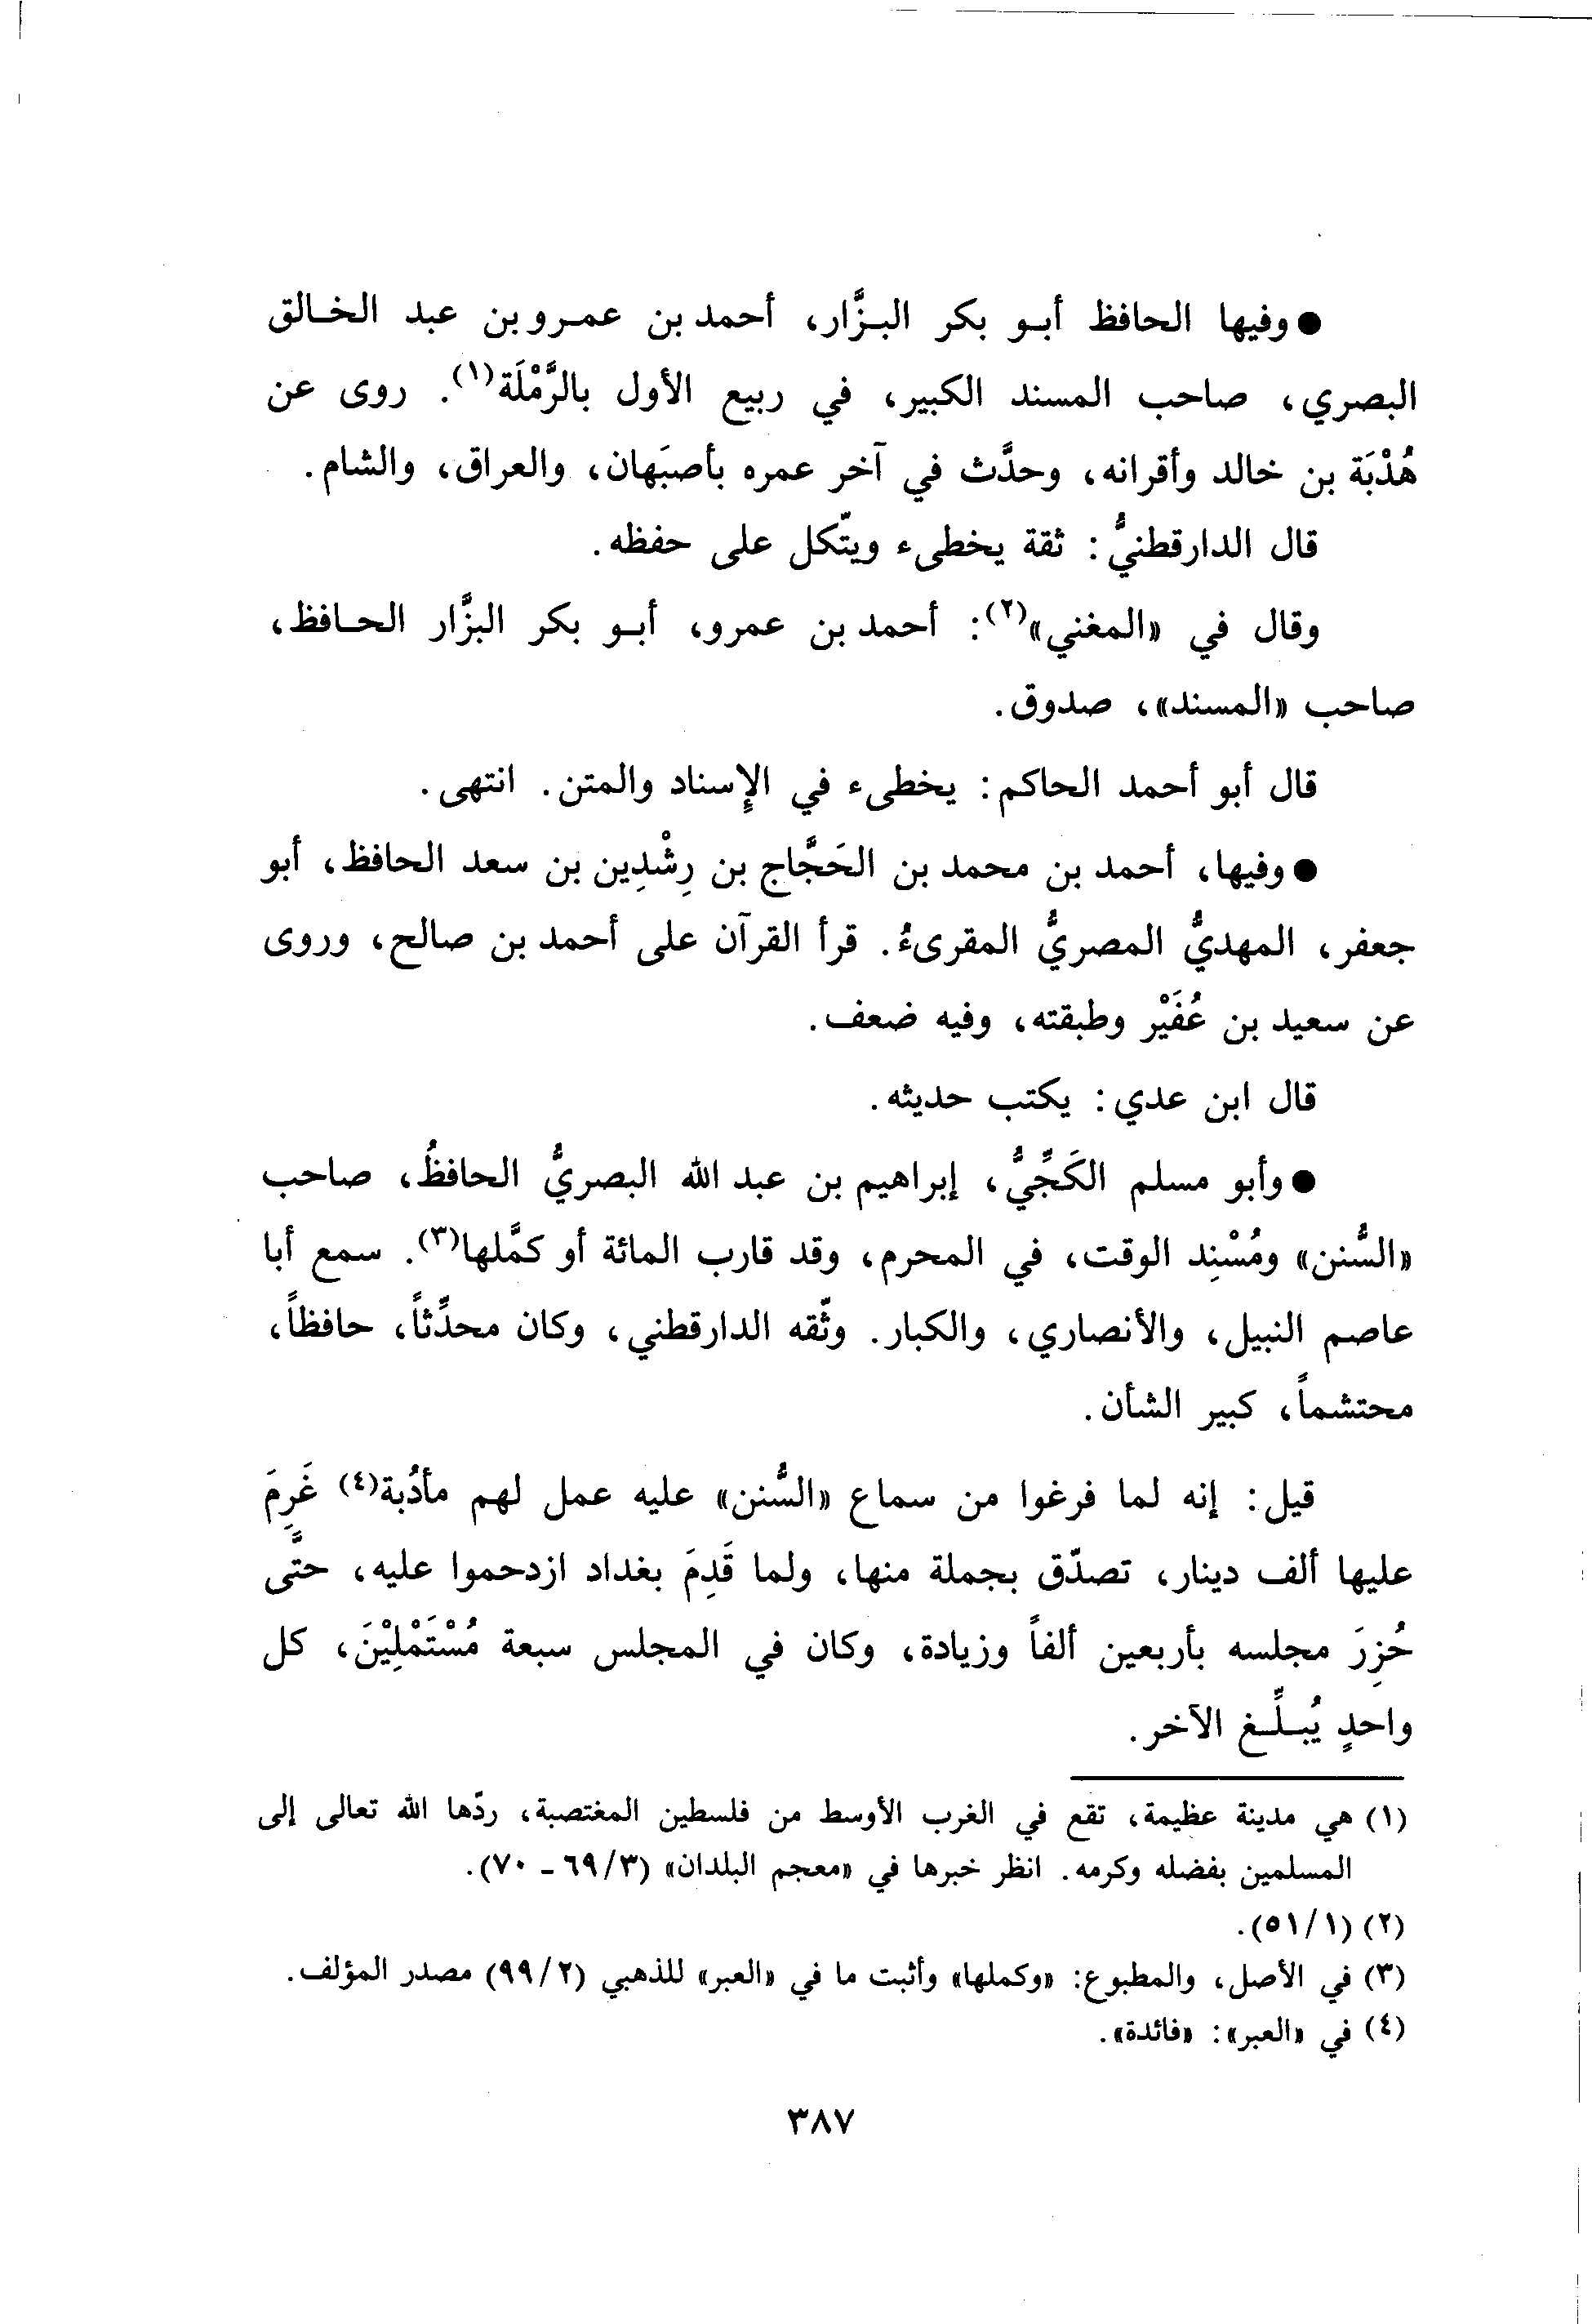 ● وفيها الحافظ أبو بكر البزَّار، أحمد بن عمرو بن عبد الخالق
البصري، صاحب المسند الكبير، في ربيع الأول بالرَّمْلَة(١). روى عن
هُدْبَة بن خالد وأقرانه، وحدَّث في آخر عمره بأصبَهان، والعراق، والشام.
قال الدارقطنيُّ: ثقة يخطىء ويتّكل على حفظه.
وقال في «المغني»(٢): أحمد بن عمرو، أبو بكر البزَّار الحافظ،
صاحب «المسند»، صدوق.
قال أبو أحمد الحاكم: يخطىء في الإسناد والمتن. انتهى.
● وفيها، أحمد بن محمد بن الحَجَّاج بن رِشْدِين بن سعد الحافظ، أبو
جعفر، المهديُّ المصريُّ المقرىءُ. قرأ القرآن على أحمد بن صالح، وروى
عن سعيد بن عُفَيْر وطبقته، وفيه ضعف.
قال ابن عدي: يكتب حديثه.
● وأبو مسلم الكَجِّيُّ، إبراهيم بن عبد الله البصريُّ الحافظُ، صاحب
«السُّنن» ومُسْنِد الوقت، في المحرم، وقد قارب المائة أو كمَّلها(٣). سمع أبا
عاصم النبيل، والأنصاري، والكبار. وثّقه الدارقطني، وكان محدِّثاً، حافظاً،
محتشماً، كبير الشأن.
قيل: إنه لما فرغوا من سماع «السُّنن» عليه عمل لهم مأدُبة(٤) غَرِمَ
عليها ألف دينار، تصدّق بجملة منها، ولما قَدِمَ بغداد ازدحموا عليه، حتَّى
حُزِرَ مجلسه بأربعين ألفاً وزيادة، وكان في المجلس سبعة مُسْتَمْلِيْنَ، كل
واحدٍ يُبلِّغ الآخر.
(١) هي مدينة عظيمة، تقع في الغرب الأوسط من فلسطين المغتصبة، ردّها الله تعالى إلى
المسلمين بفضله وكرمه. انظر خبرها في «معجم البلدان» (٣/ ٦٩ - ٧٠).
(٢) (١/ ٥١).
(٣) في الأصل، والمطبوع: «وكملها» وأثبت ما في «العبر» للذهبي (٢/ ٩٩) مصدر المؤلف.
(٤) في «العبر»: «فائدة».
٣٨٧